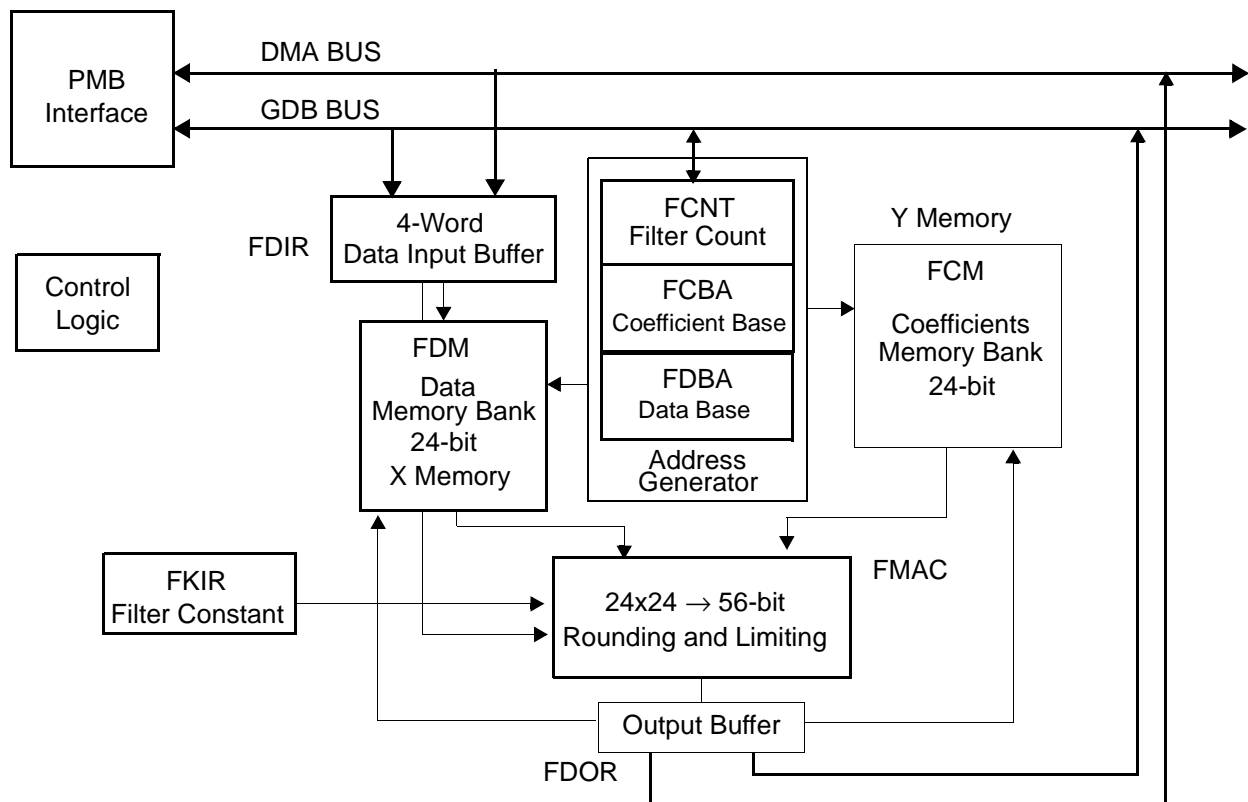 PMB
Interface
DMA BUS
GDB BUS
FDIR
4-Word
Data Input Buffer
FCNT
Filter Count
FCBA
Coefficient Base
FDBA
Data Base
Address
Generator
Y Memory
FCM
Coefficients
Memory Bank
24-bit
Control
Logic
FDM
Data
Memory Bank
24-bit
X Memory
FKIR
Filter Constant
FMAC
24x24 → 56-bit
Rounding and Limiting
Output Buffer
FDOR